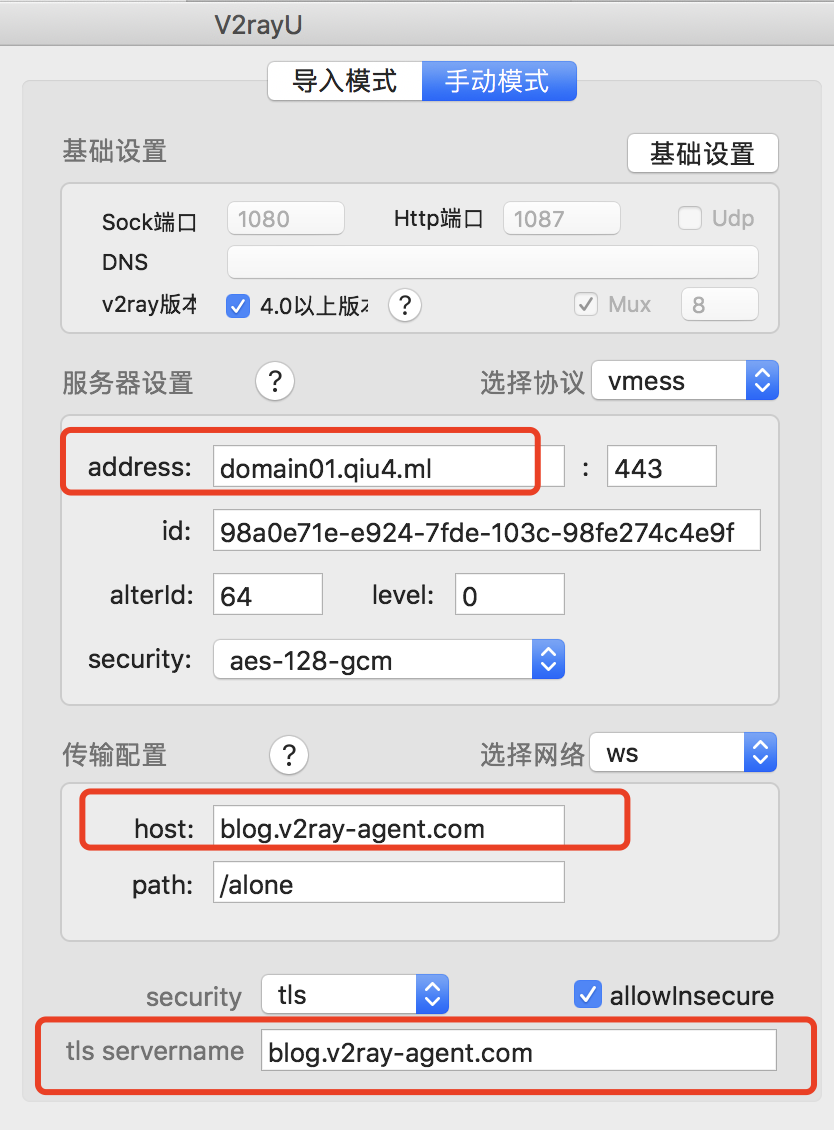 V2rayU
导入模式 手动模式
基础设置 基础设置
Sock端口 1080 Http端口 1087 Udp
DNS
v2ray版本 4.0以上版本 ? Mux 8
服务器设置 ? 选择协议 vmess
address: domain01.qiu4.ml : 443
id: 98a0e71e-e924-7fde-103c-98fe274c4e9f
alterId: 64 level: 0
security: aes-128-gcm
传输配置 ? 选择网络 ws
host: blog.v2ray-agent.com
path: /alone
security tls allowInsecure
tls servername blog.v2ray-agent.com